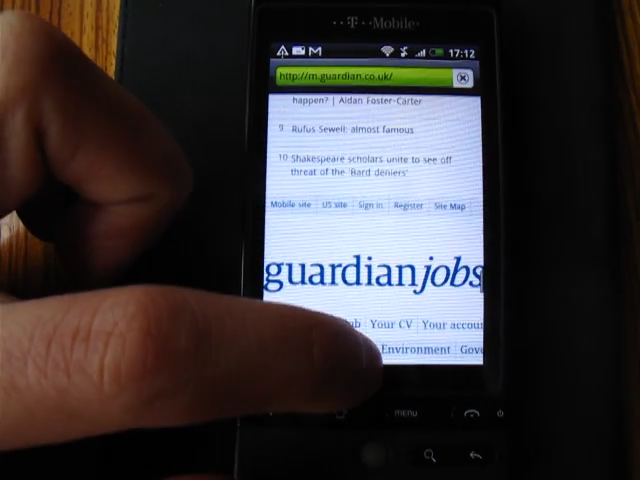 T-Mobile
17:12
http://m.guardian.co.uk/
happen? | Aidan Foster-Carter
9 Rufus Sewell: almost famous
10 Shakespeare scholars unite to see off
threat of the 'Bard deniers'
Mobile site US site Sign in Register Site Map
guardianjobs
Your CV Your accou
Environment Gov
MENU